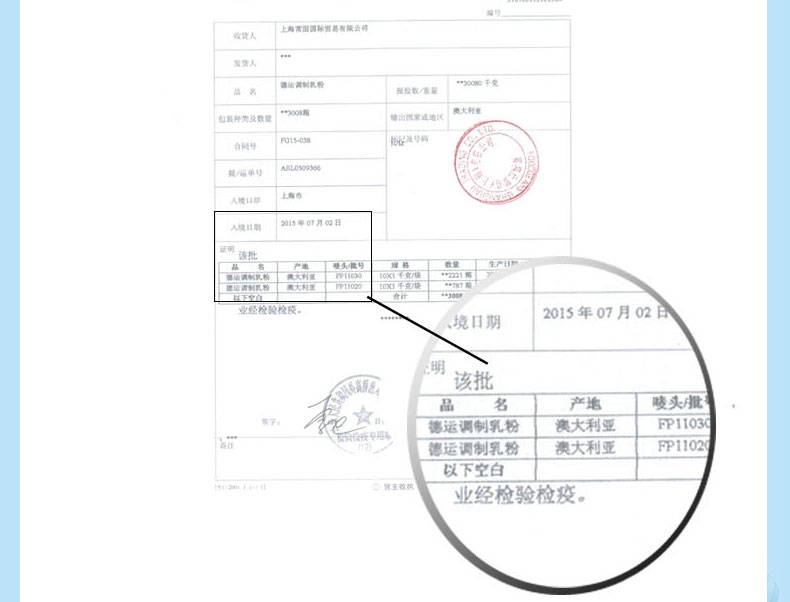 编号
收货人 上海常囯国际贸易有限公司
发货人 ***
品 名 德运调制乳粉 报检数/重量 **30080 千克
包装种类及数量 **3008箱 输出国家或地区 澳大利亚
合同号 FG15-038 标记及号码
提/运单号
入境口岸 上海市
入境日期 2015 年 07 月 02 日
证明
该批
品 名 产地 唛头/批号 规 格 数量 生产日期
德运调制乳粉 澳大利亚 FP11030 10X1 千克/袋 **2221 箱
德运调制乳粉 澳大利亚 FP11020 10X1 千克/袋 **787 箱
以下空白 合计
业经检验检疫。
********
签字:
***
备注
货主收执
入境日期 2015 年 07 月 02 日
证明
该批
品 名 产地 唛头/批号
德运调制乳粉 澳大利亚 FP11030
德运调制乳粉 澳大利亚 FP11020
以下空白
业经检验检疫。